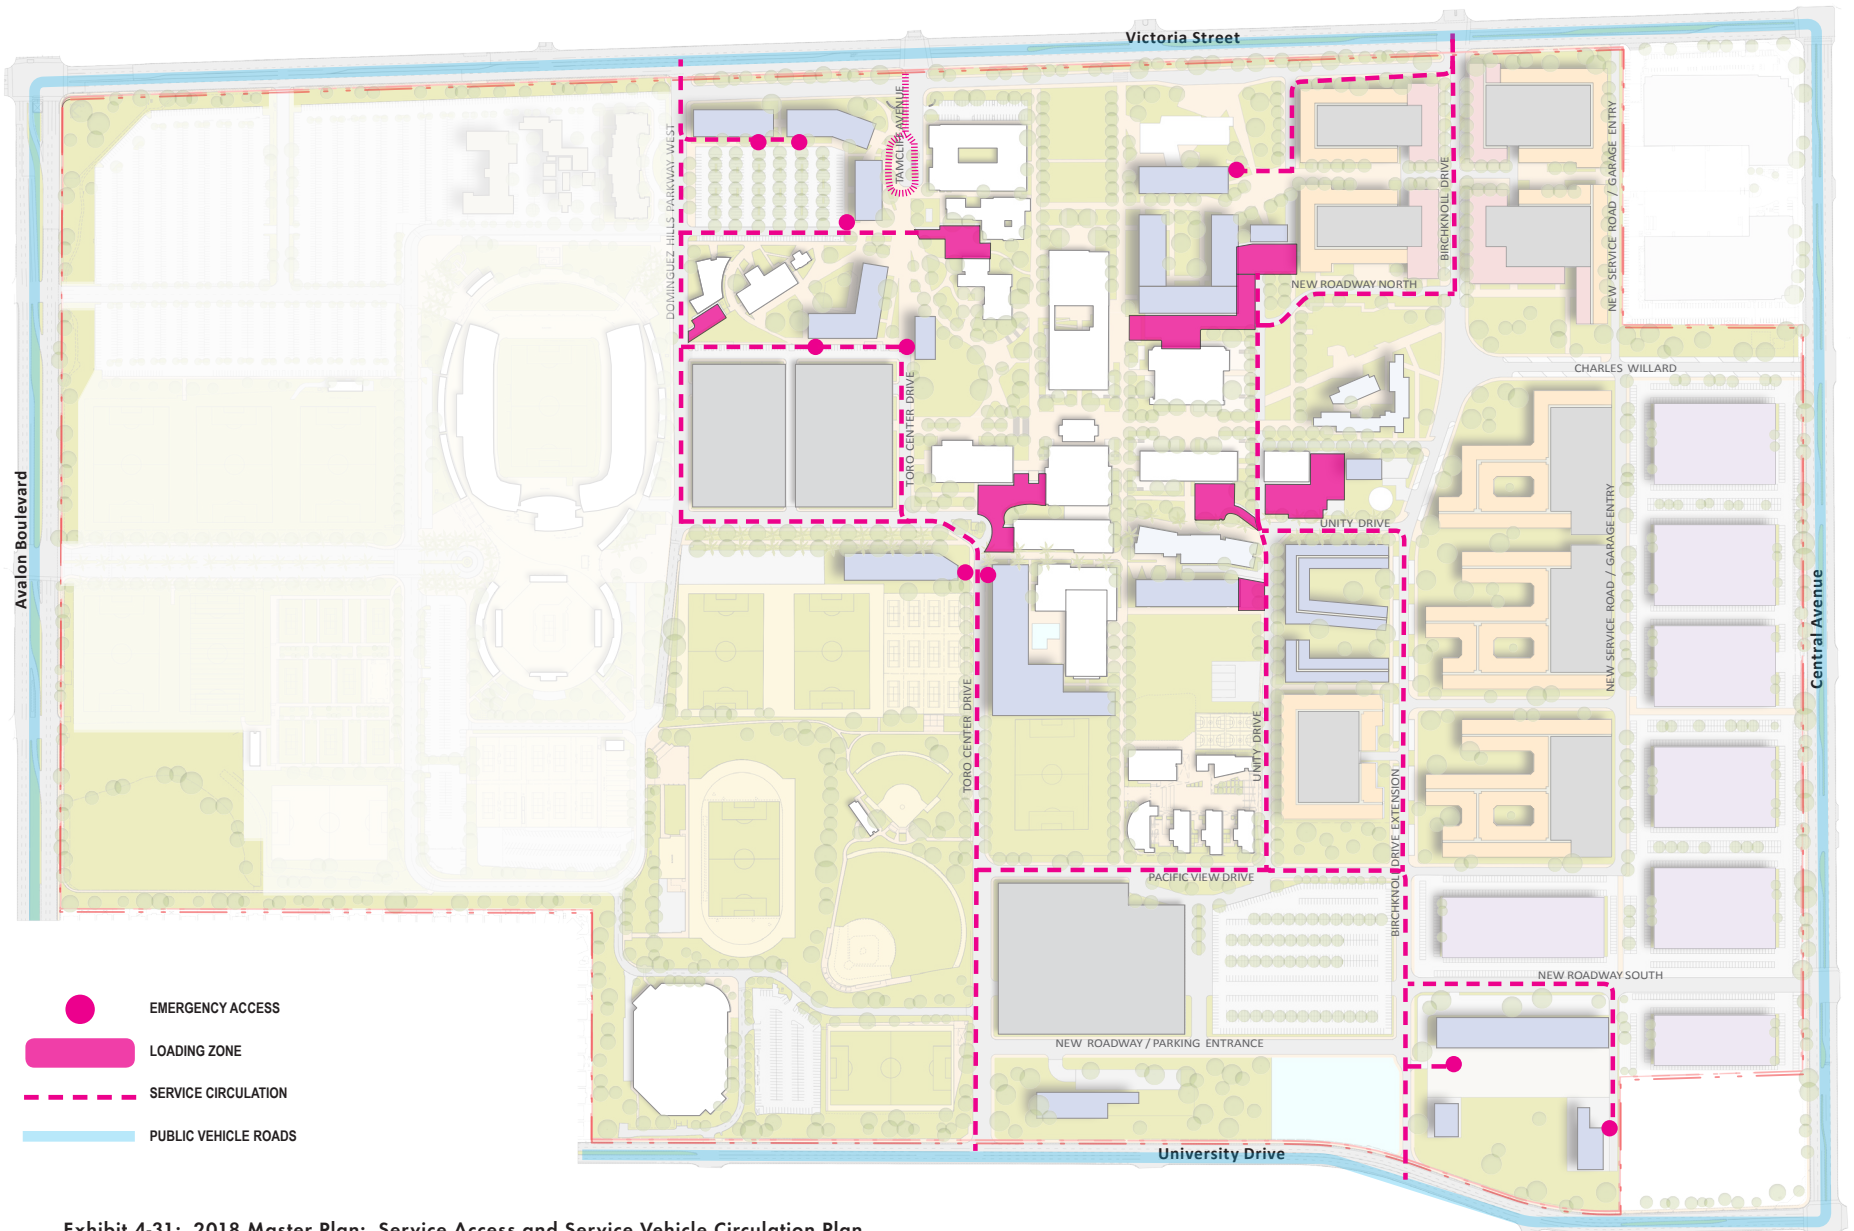 Victoria Street
TAMCLIFF AVENUE
DOMINGUEZ HILLS PARKWAY WEST
BIRCHKNOLL DRIVE
NEW SERVICE ROAD / GARAGE ENTRY
NEW ROADWAY NORTH
CHARLES WILLARD
TORO CENTER DRIVE
Avalon Boulevard
UNITY DRIVE
NEW SERVICE ROAD / GARAGE ENTRY
Central Avenue
TORO CENTER DRIVE
UNITY DRIVE
BIRCHKNOLL DRIVE EXTENSION
PACIFIC VIEW DRIVE
NEW ROADWAY SOUTH
NEW ROADWAY / PARKING ENTRANCE
University Drive
EMERGENCY ACCESS
LOADING ZONE
SERVICE CIRCULATION
PUBLIC VEHICLE ROADS
Exhibit 4-31: 2018 Master Plan: Service Access and Service Vehicle Circulation Plan